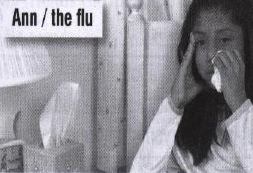 Ann / the flu